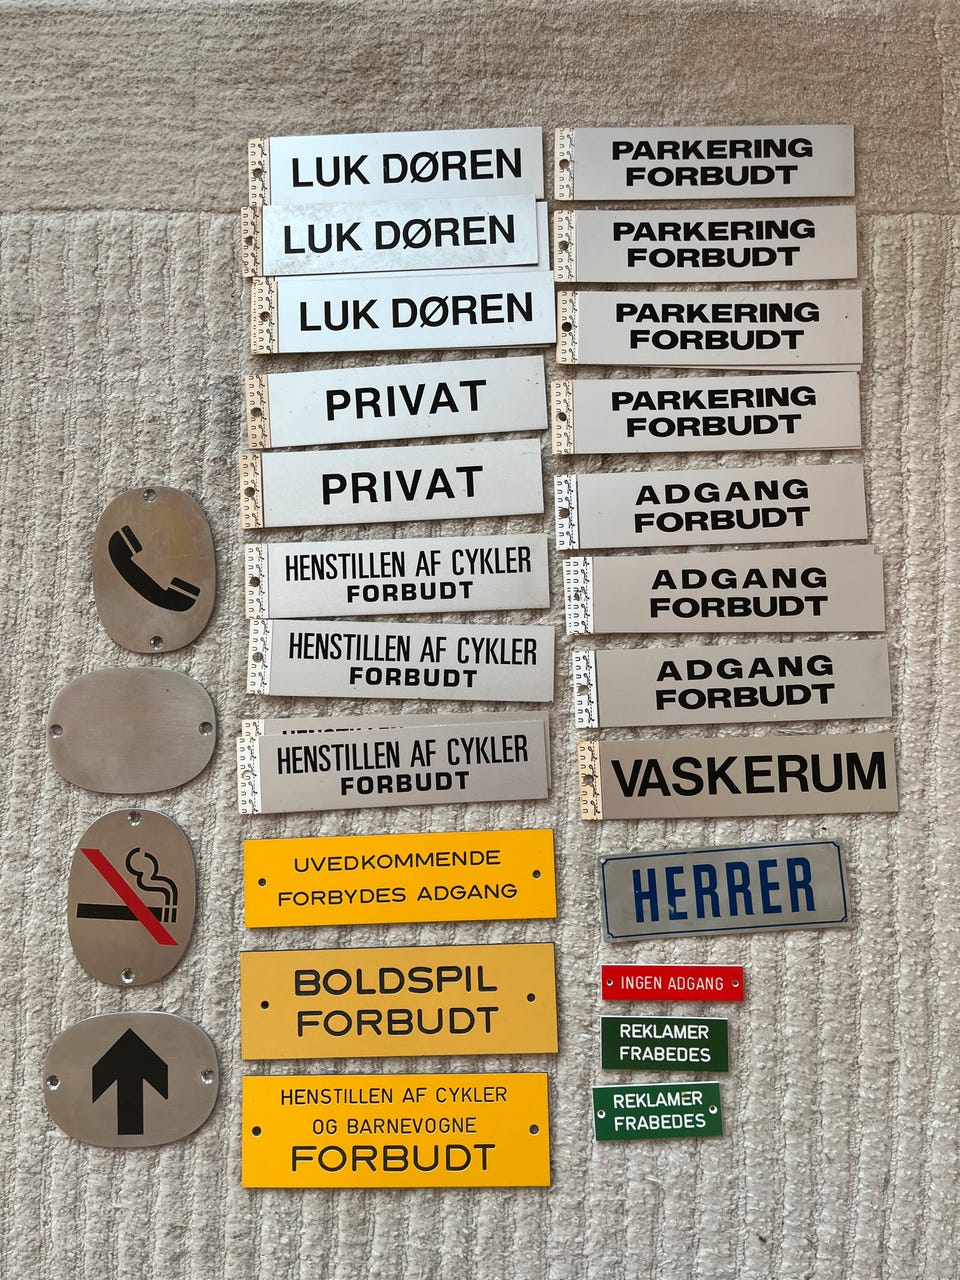 LUK DØREN
LUK DØREN
LUK DØREN
PRIVAT
PRIVAT
HENSTILLEN AF CYKLER
FORBUDT
HENSTILLEN AF CYKLER
FORBUDT
HENSTILLEN AF CYKLER
FORBUDT
UVEDKOMMENDE
FORBYDES ADGANG
BOLDSPIL
FORBUDT
HENSTILLEN AF CYKLER
OG BARNEVOGNE
FORBUDT
PARKERING
FORBUDT
PARKERING
FORBUDT
PARKERING
FORBUDT
PARKERING
FORBUDT
ADGANG
FORBUDT
ADGANG
FORBUDT
ADGANG
FORBUDT
VASKERUM
HERRER
INGEN ADGANG
REKLAMER
FRABEDES
REKLAMER
FRABEDES